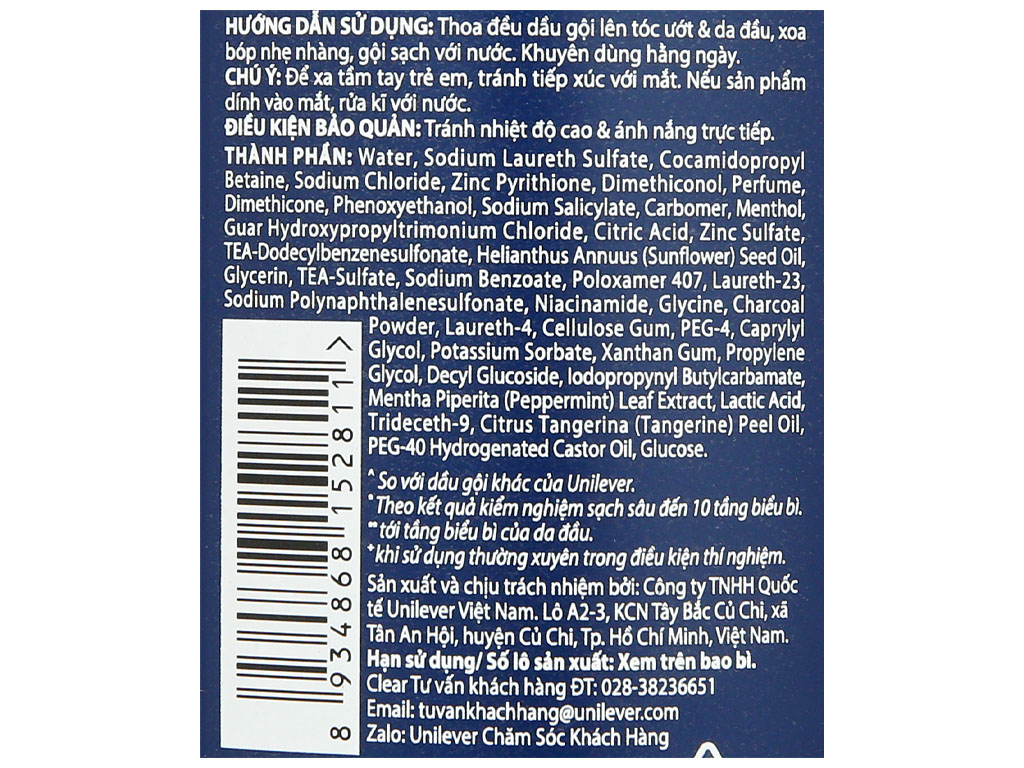 HƯỚNG DẪN SỬ DỤNG: Thoa đều dầu gội lên tóc ướt & da đầu, xoa
bóp nhẹ nhàng, gội sạch với nước. Khuyên dùng hằng ngày.
CHÚ Ý: Để xa tầm tay trẻ em, tránh tiếp xúc với mắt. Nếu sản phẩm
dính vào mắt, rửa kĩ với nước.
ĐIỀU KIỆN BẢO QUẢN: Tránh nhiệt độ cao & ánh nắng trực tiếp.
THÀNH PHẦN: Water, Sodium Laureth Sulfate, Cocamidopropyl
Betaine, Sodium Chloride, Zinc Pyrithione, Dimethiconol, Perfume,
Dimethicone, Phenoxyethanol, Sodium Salicylate, Carbomer, Menthol,
Guar Hydroxypropyltrimonium Chloride, Citric Acid, Zinc Sulfate,
TEA-Dodecylbenzenesulfonate, Helianthus Annuus (Sunflower) Seed Oil,
Glycerin, TEA-Sulfate, Sodium Benzoate, Poloxamer 407, Laureth-23,
Sodium Polynaphthalenesulfonate, Niacinamide, Glycine, Charcoal
Powder, Laureth-4, Cellulose Gum, PEG-4, Caprylyl
Glycol, Potassium Sorbate, Xanthan Gum, Propylene
Glycol, Decyl Glucoside, Iodopropynyl Butylcarbamate,
Mentha Piperita (Peppermint) Leaf Extract, Lactic Acid,
Trideceth-9, Citrus Tangerina (Tangerine) Peel Oil,
PEG-40 Hydrogenated Castor Oil, Glucose.
^ So với dầu gội khác của Unilever.
* Theo kết quả kiểm nghiệm sạch sâu đến 10 tầng biểu bì.
** tới tầng biểu bì của da đầu.
+ khi sử dụng thường xuyên trong điều kiện thí nghiệm.
Sản xuất và chịu trách nhiệm bởi: Công ty TNHH Quốc
tế Unilever Việt Nam. Lô A2-3, KCN Tây Bắc Củ Chi, xã
Tân An Hội, huyện Củ Chi, Tp. Hồ Chí Minh, Việt Nam.
Hạn sử dụng/ Số lô sản xuất: Xem trên bao bì.
Clear Tư vấn khách hàng ĐT: 028-38236651
Email: tuvankhachhang@unilever.com
Zalo: Unilever Chăm Sóc Khách Hàng
8 934868 152811 >